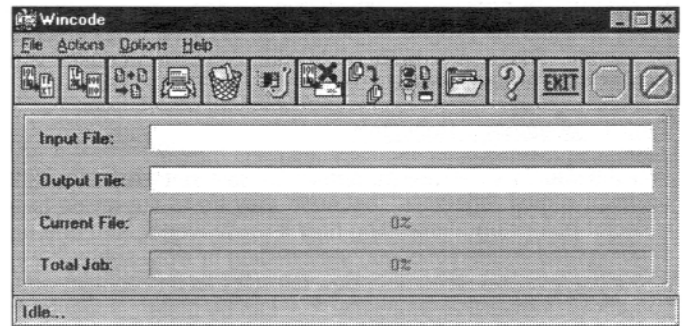 Wincode
File Actions Options Help
EXIT
Input File:
Output File:
Current File: 0%
Total Job: 0%
Idle...